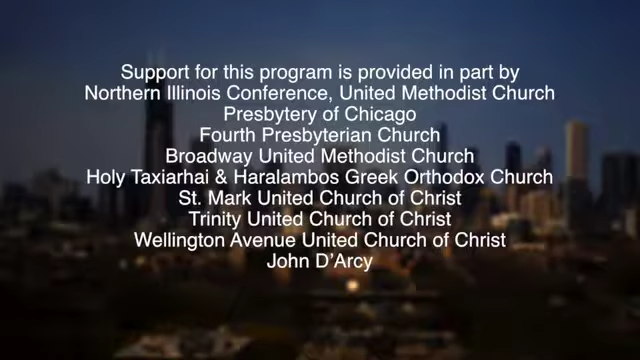 Support for this program is provided in part by
Northern Illinois Conference, United Methodist Church
Presbytery of Chicago
Fourth Presbyterian Church
Broadway United Methodist Church
Holy Taxiarhai & Haralambos Greek Orthodox Church
St. Mark United Church of Christ
Trinity United Church of Christ
Wellington Avenue United Church of Christ
John D’Arcy